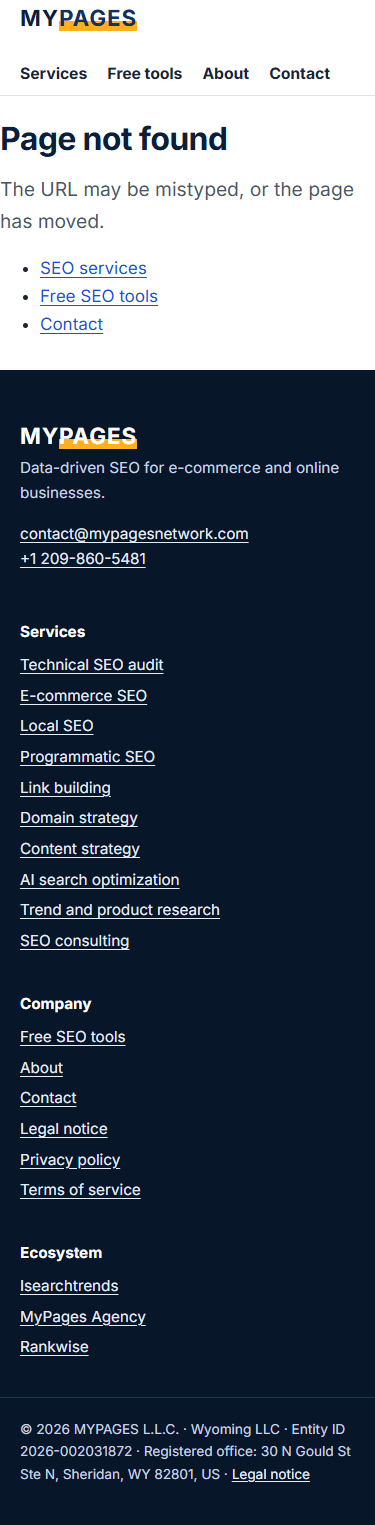 MYPAGES
Services Free tools About Contact
Page not found
The URL may be mistyped, or the page
has moved.
SEO services
Free SEO tools
Contact
MYPAGES
Data-driven SEO for e-commerce and online
businesses.
contact@mypagesnetwork.com
+1 209-860-5481
Services
Technical SEO audit
E-commerce SEO
Local SEO
Programmatic SEO
Link building
Domain strategy
Content strategy
AI search optimization
Trend and product research
SEO consulting
Company
Free SEO tools
About
Contact
Legal notice
Privacy policy
Terms of service
Ecosystem
Isearchtrends
MyPages Agency
Rankwise
© 2026 MYPAGES L.L.C. · Wyoming LLC · Entity ID
2026-002031872 · Registered office: 30 N Gould St
Ste N, Sheridan, WY 82801, US · Legal notice